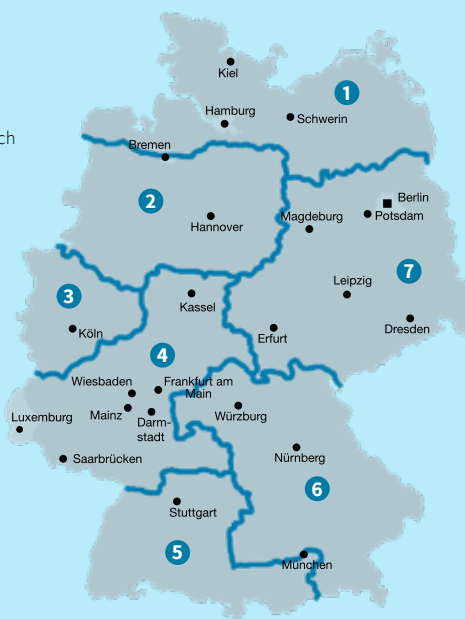 Kiel
1
Hamburg
Schwerin
ch
Bremen
Berlin
2
Potsdam
Magdeburg
Hannover
7
Leipzig
3
Kassel
Dresden
Köln
Erfurt
4
Wiesbaden
Frankfurt am
Main
Mainz
Darm-
stadt
Luxemburg
Würzburg
Saarbrücken
Nürnberg
6
Stuttgart
5
München